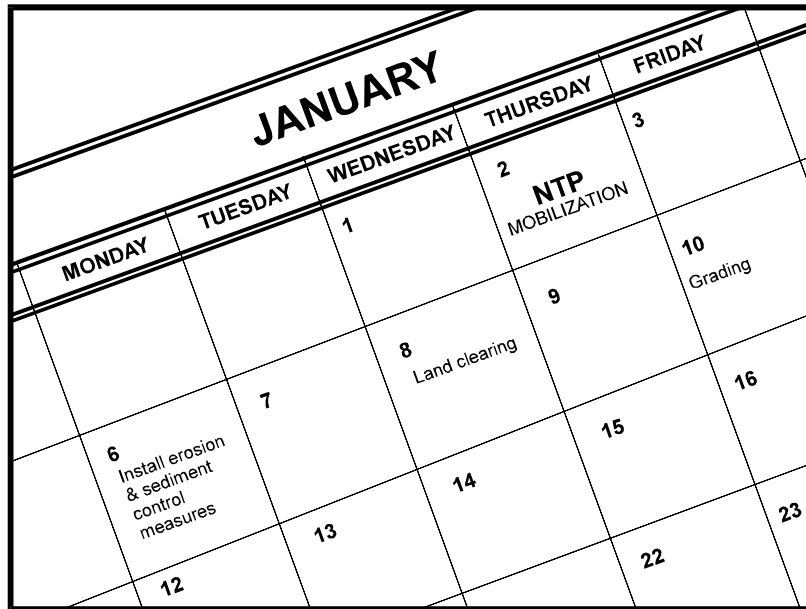 JANUARY
MONDAY
TUESDAY
WEDNESDAY
THURSDAY
FRIDAY
1
2
NTP
MOBILIZATION
3
6
Install erosion
& sediment
control
measures
7
8
Land clearing
9
10
Grading
12
13
14
15
16
22
23